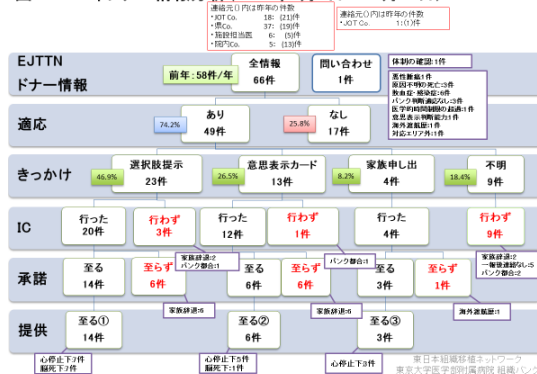 連絡元()内は昨年の件数
・JOT Co. 18: (21)件
・県Co. 37: (19)件
・施設担当医 6: (5)件
・院内Co. 5: (13)件
連絡元()内は昨年の件数
・JOT Co. 1:(1)件
EJTTN
ドナー情報
前年:58件/年
全情報
66件
問い合わせ
1件
体制の確認:1件
悪性腫瘍:1件
原因不明の死亡:3件
敗血症・感染症:6件
バンク判断適応なし:3件
医学的時間制限の超過:1件
意思表示判断能力:1件
海外渡航歴:1件
対応エリア外:1件
適応
74.2%
あり
49件
25.8%
なし
17件
きっかけ
46.9%
選択肢提示
23件
26.5%
意思表示カード
13件
8.2%
家族申し出
4件
18.4%
不明
9件
IC
行った
20件
行わず
3件
行った
12件
行わず
1件
行った
4件
行わず
9件
家族辞退:2
バンク都合:1
バンク都合:1
家族辞退:2
一報後連絡なし:5
バンク都合:2
承諾
至る
14件
至らず
6件
至る
6件
至らず
6件
至る
3件
至らず
1件
家族辞退:6
家族辞退:6
海外渡航歴:1
提供
至る①
14件
至る②
6件
至る③
3件
心停止下7件
脳死下7件
心停止下5件
脳死下:1件
心停止下3件
東日本組織移植ネットワーク
東京大学医学部附属病院 組織バンク